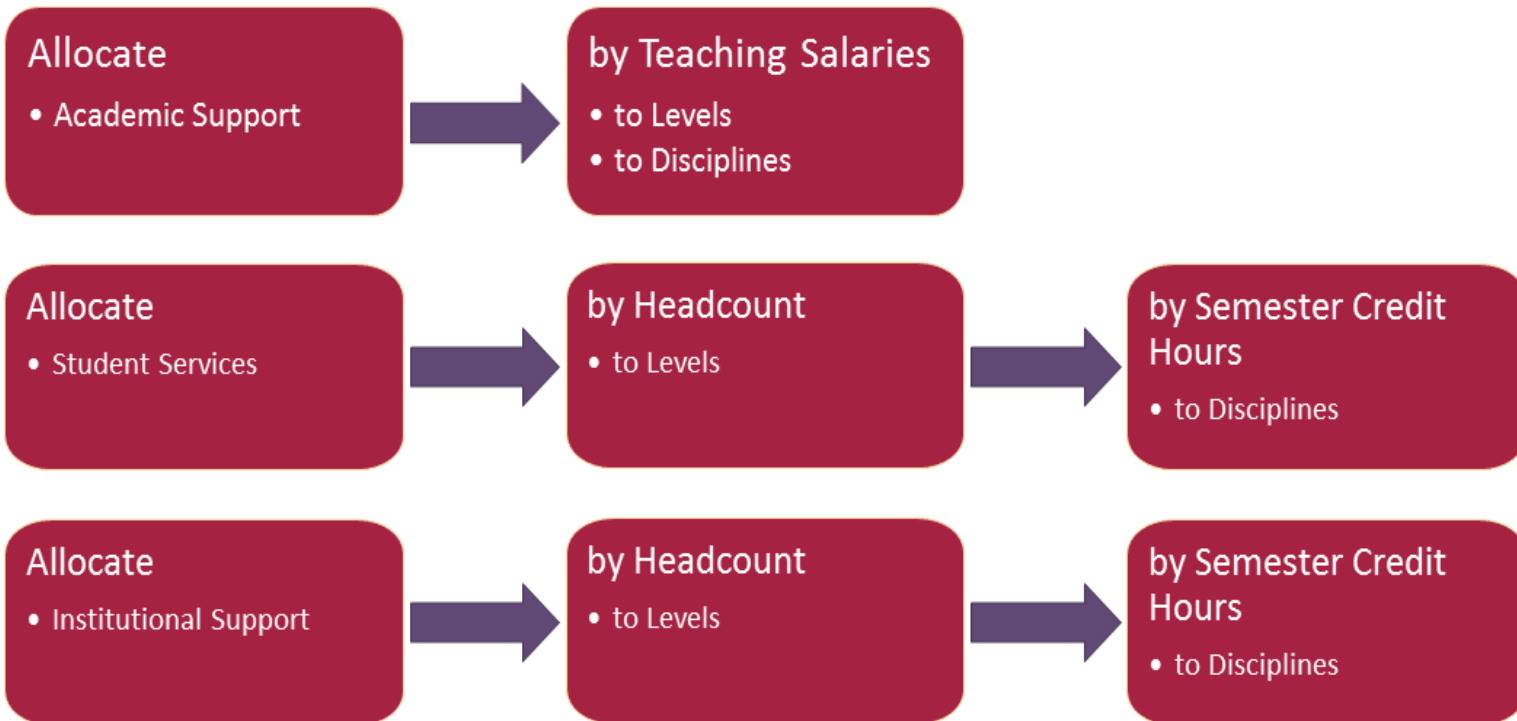 Allocate
• Academic Support
by Teaching Salaries
• to Levels
• to Disciplines
Allocate
• Student Services
by Headcount
• to Levels
by Semester Credit
Hours
• to Disciplines
Allocate
• Institutional Support
by Headcount
• to Levels
by Semester Credit
Hours
• to Disciplines